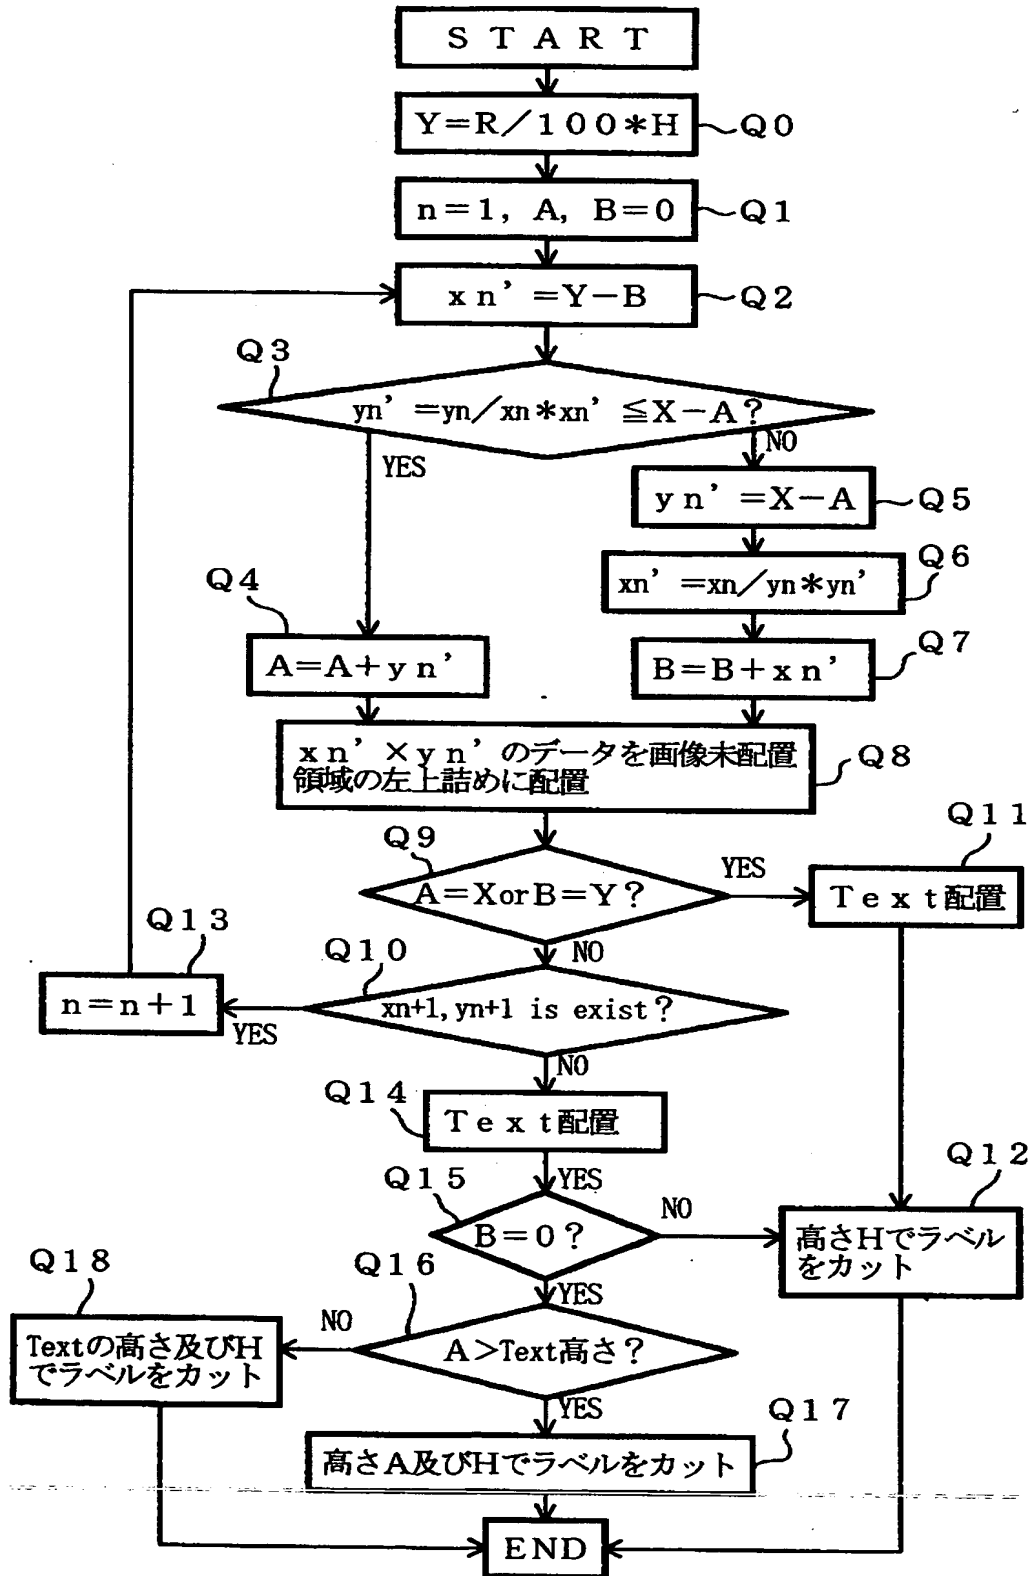 START
Y=R/100*H
Q0
n=1, A, B=0
Q1
xn'=Y-B
Q2
Q3
yn'=yn/xn*xn'≦X-A?
YES
NO
yn'=X-A
Q5
xn'=xn/yn*yn'
Q6
Q4
A=A+yn'
B=B+xn'
Q7
xn'×yn'のデータを画像未配置
領域の左上詰めに配置
Q8
Q9
A=XorB=Y?
YES
NO
Q11
Text配置
Q13
n=n+1
Q10
xn+1,yn+1 is exist?
YES
NO
Q14
Text配置
YES
Q15
B=0?
NO
YES
Q12
高さHでラベル
をカット
Q18
Textの高さ及びH
でラベルをカット
Q16
NO
A>Text高さ?
YES
Q17
高さA及びHでラベルをカット
END